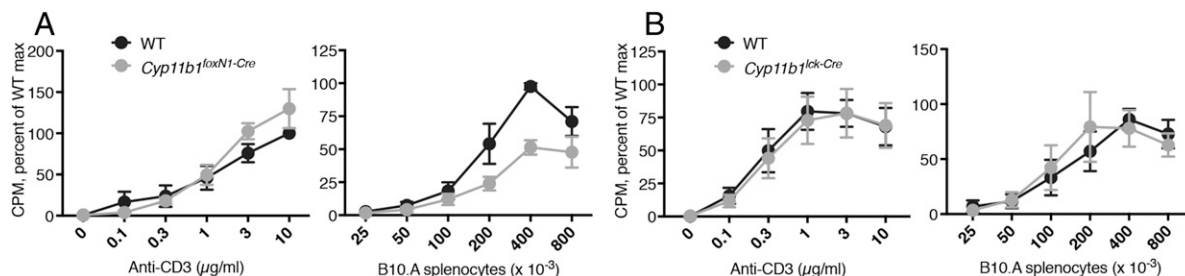 A
WT
Cyp11b1foxN1-Cre
CPM, percent of WT max
200
150
100
50
0
0 0.1 0.3 1 3 10
Anti-CD3 (µg/ml)
125
100
75
50
25
0
25 50 100 200 400 800
B10.A splenocytes (x 10-3)
B
WT
Cyp11b1lck-Cre
CPM, percent of WT max
125
100
75
50
25
0
0 0.1 0.3 1 3 10
Anti-CD3 (µg/ml)
150
100
50
0
25 50 100 200 400 800
B10.A splenocytes (x 10-3)